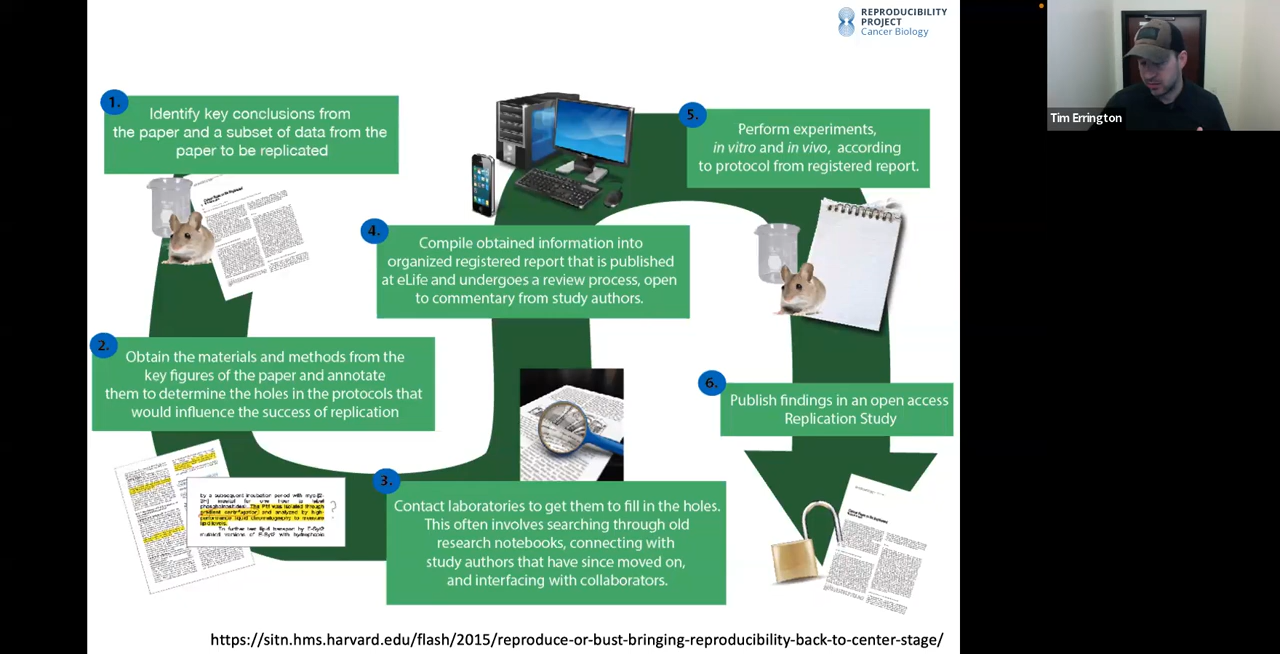 REPRODUCIBILITY
PROJECT
Cancer Biology
Tim Errington
1.
Identify key conclusions from
the paper and a subset of data from the
paper to be replicated
2.
Obtain the materials and methods from the
key figures of the paper and annotate
them to determine the holes in the protocols that
would influence the success of replication
3.
Contact laboratories to get them to fill in the holes.
This often involves searching through old
research notebooks, connecting with
study authors that have since moved on,
and interfacing with collaborators.
4.
Compile obtained information into
organized registered report that is published
at eLife and undergoes a review process, open
to commentary from study authors.
5.
Perform experiments,
in vitro and in vivo, according
to protocol from registered report.
6.
Publish findings in an open access
Replication Study
https://sitn.hms.harvard.edu/flash/2015/reproduce-or-bust-bringing-reproducibility-back-to-center-stage/